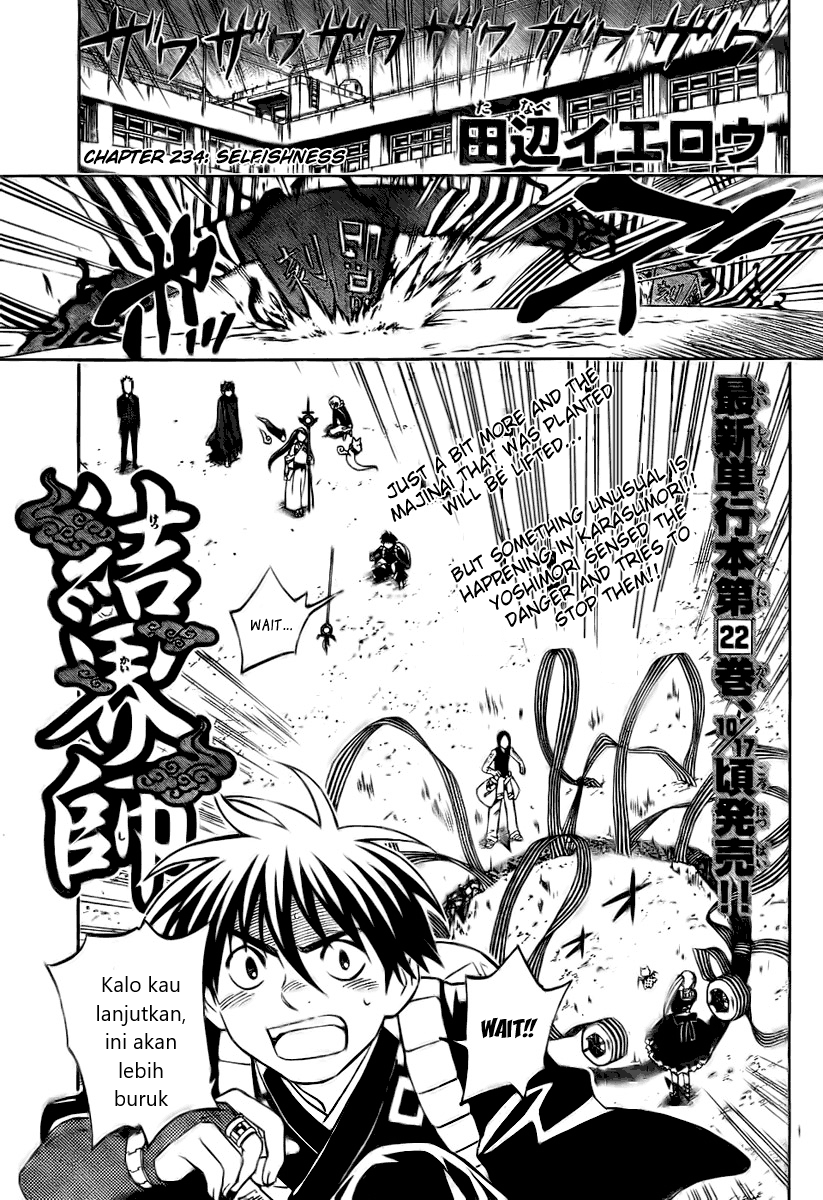 ザワザワザワザワザワ
た なべ
田辺イエロウ
CHAPTER 234: SELFISHNESS
JUST A BIT MORE AND THE
MAJINAI THAT WAS PLANTED
WILL BE LIFTED...
BUT SOMETHING UNUSUAL IS
HAPPENING IN KARASUMORI!!
YOSHIMORI SENSED THE
DANGER AND TRIES TO
STOP THEM!!
最新単行本第22巻、10/17頃発売!!
結界師
WAIT...
WAIT!!
Kalo kau
lanjutkan,
ini akan
lebih
buruk